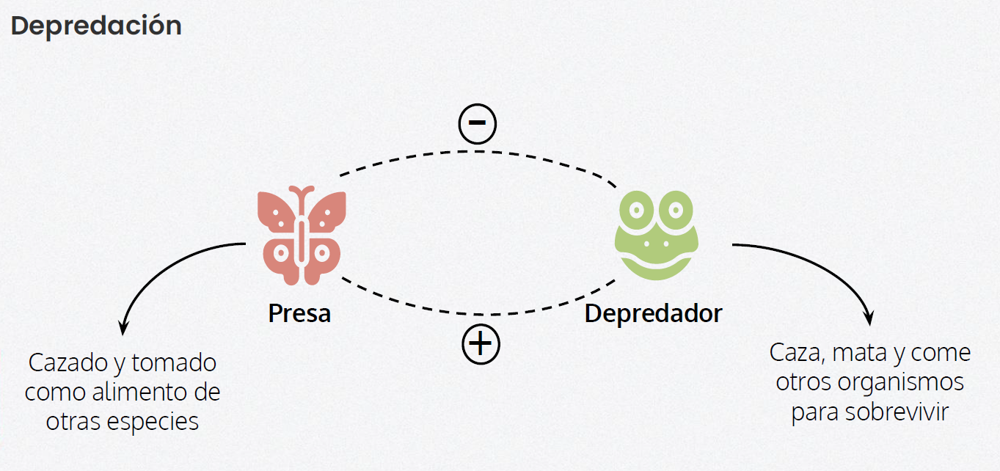 Depredación
−
Presa
Depredador
+
Cazado y tomado
como alimento de
otras especies
Caza, mata y come
otros organismos
para sobrevivir